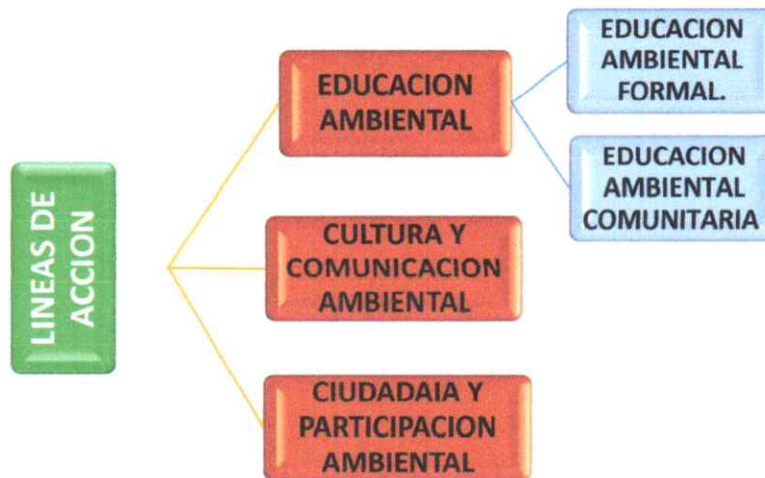 LINEAS DE
ACCION
EDUCACION
AMBIENTAL
EDUCACION
AMBIENTAL
FORMAL.
EDUCACION
AMBIENTAL
COMUNITARIA
CULTURA Y
COMUNICACION
AMBIENTAL
CIUDADAIA Y
PARTICIPACION
AMBIENTAL